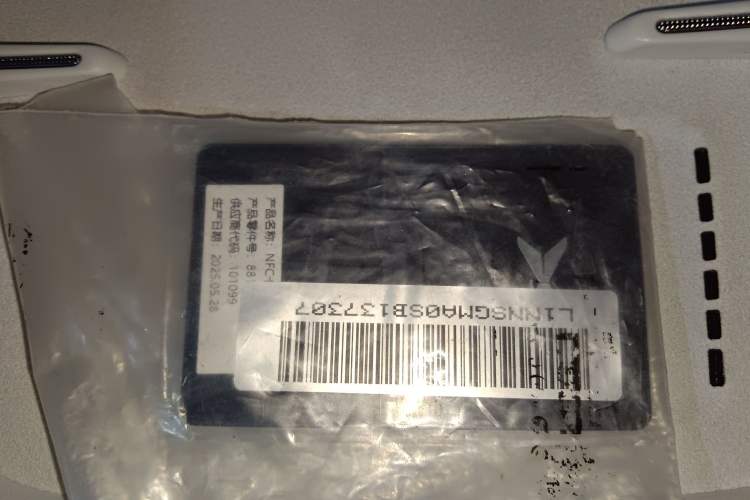 产品名称: NFC-
产品零件号: 881
供应商代码: 101099
生产日期: 2025.05.28
L1NNSGMA0SB137307